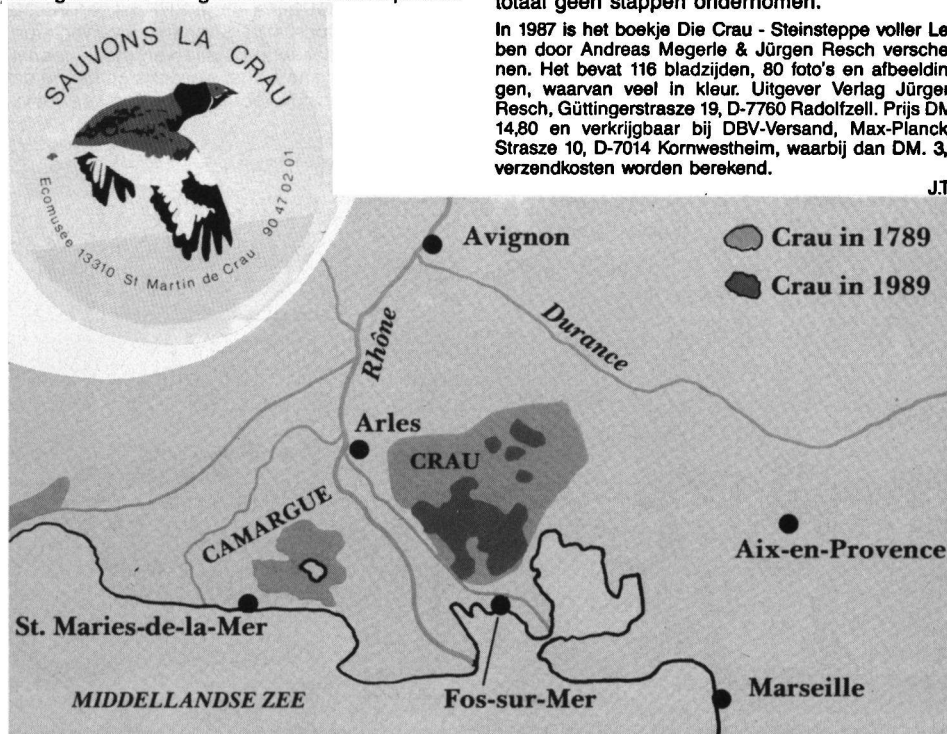 totaal geen stappen ondernomen.
In 1987 is het boekje Die Crau - Steinsteppe voller Le
ben door Andreas Megerle & Jürgen Resch versche
nen. Het bevat 116 bladzijden, 80 foto's en afbeeldin
gen, waarvan veel in kleur. Uitgever Verlag Jürgen
Resch, Güttingerstrasze 19, D-7760 Radolfzell. Prijs DM
14,80 en verkrijgbaar bij DBV-Versand, Max-Planck
Strasze 10, D-7014 Kornwestheim, waarbij dan DM. 3,
verzendkosten worden berekend.
J.T
SAUVONS LA CRAU
Ecomusee 13310 St Martin de Crau 90 47 02 01
Avignon
Crau in 1789
Crau in 1989
Rhône
Durance
Arles
CRAU
CAMARGUE
Aix-en-Provence
St. Maries-de-la-Mer
MIDDELLANDSE ZEE
Fos-sur-Mer
Marseille